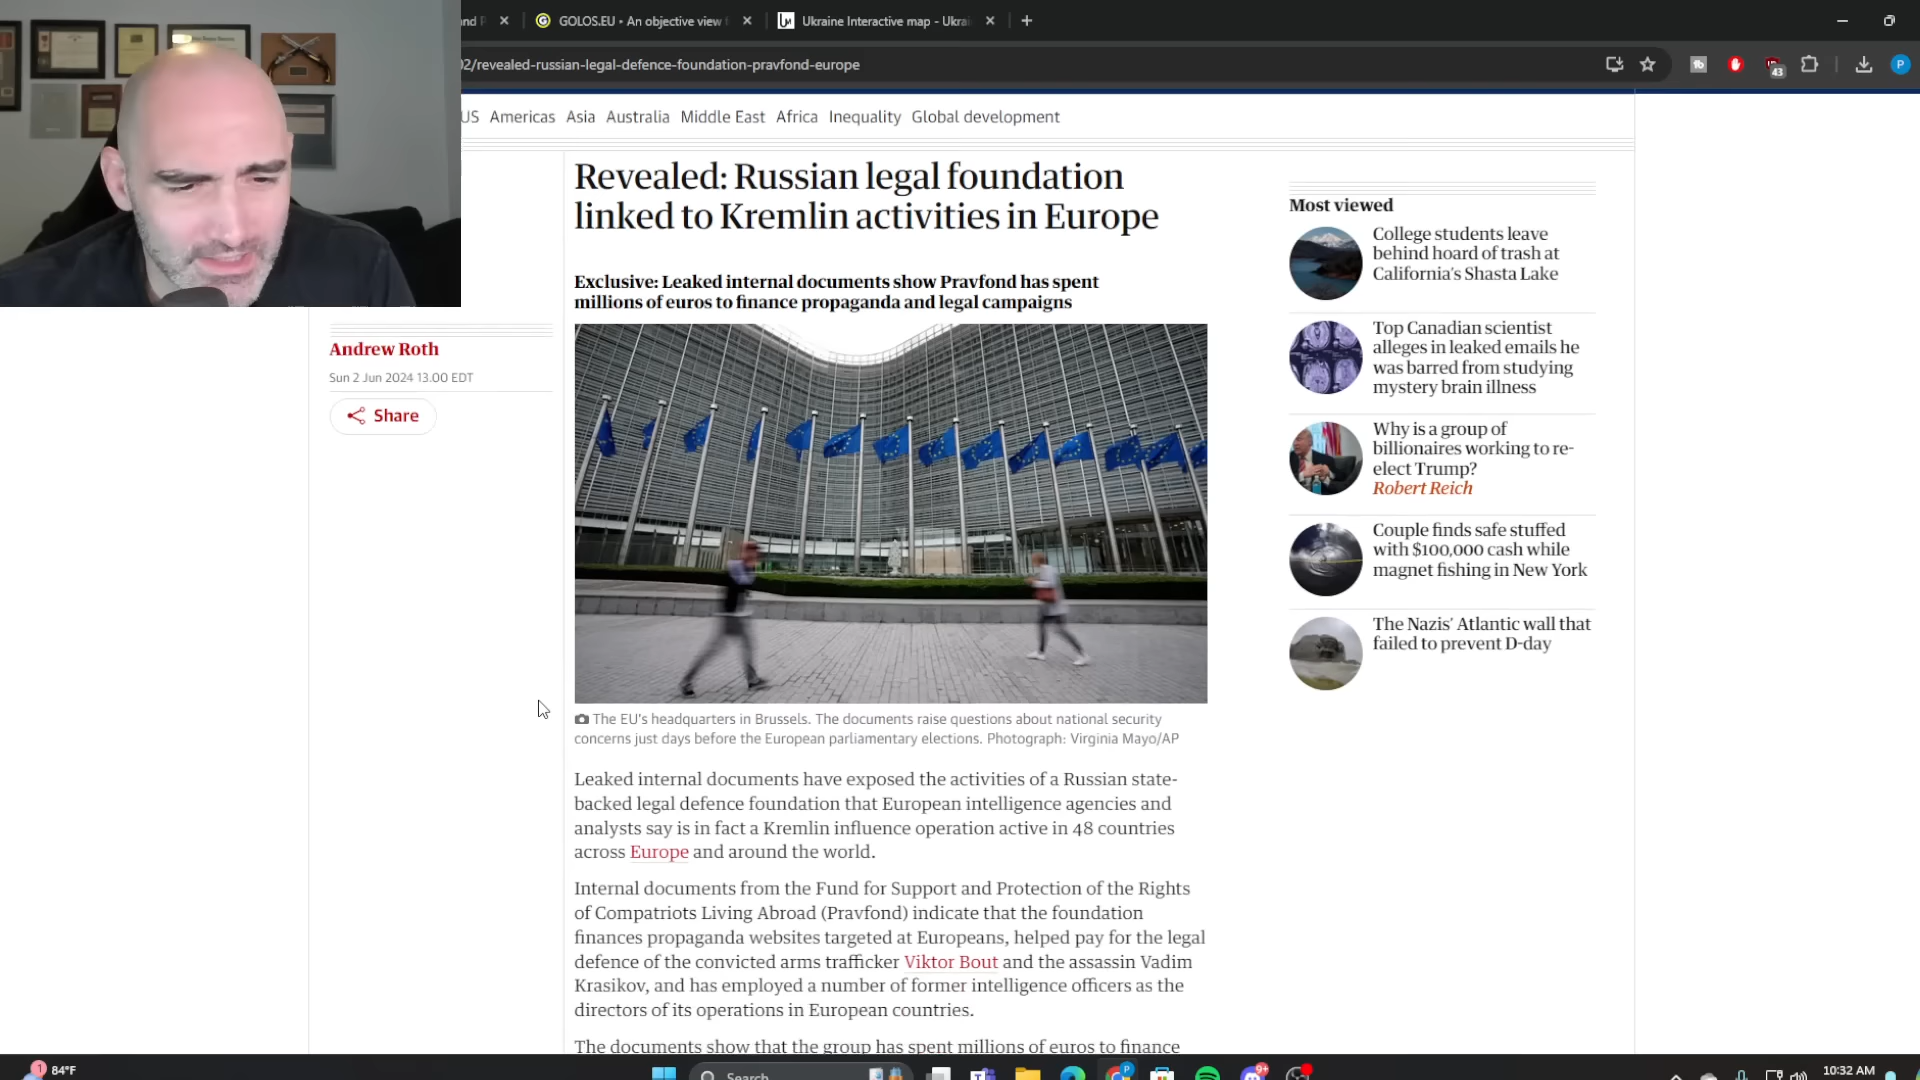 GOLOS.EU • An objective view
Ukraine Interactive map - Ukrai
02/revealed-russian-legal-defence-foundation-pravfond-europe
43
P
US Americas Asia Australia Middle East Africa Inequality Global development
Revealed: Russian legal foundation
linked to Kremlin activities in Europe
Exclusive: Leaked internal documents show Pravfond has spent
millions of euros to finance propaganda and legal campaigns
Andrew Roth
Sun 2 Jun 2024 13.00 EDT
Share
The EU's headquarters in Brussels. The documents raise questions about national security
concerns just days before the European parliamentary elections. Photograph: Virginia Mayo/AP
Leaked internal documents have exposed the activities of a Russian state-
backed legal defence foundation that European intelligence agencies and
analysts say is in fact a Kremlin influence operation active in 48 countries
across Europe and around the world.
Internal documents from the Fund for Support and Protection of the Rights
of Compatriots Living Abroad (Pravfond) indicate that the foundation
finances propaganda websites targeted at Europeans, helped pay for the legal
defence of the convicted arms trafficker Viktor Bout and the assassin Vadim
Krasikov, and has employed a number of former intelligence officers as the
directors of its operations in European countries.
The documents show that the group has spent millions of euros to finance
Most viewed
College students leave
behind hoard of trash at
California's Shasta Lake
Top Canadian scientist
alleges in leaked emails he
was barred from studying
mystery brain illness
Why is a group of
billionaires working to re-
elect Trump?
Robert Reich
Couple finds safe stuffed
with $100,000 cash while
magnet fishing in New York
The Nazis' Atlantic wall that
failed to prevent D-day
1
84°F
Search
P
9+
10:32 AM